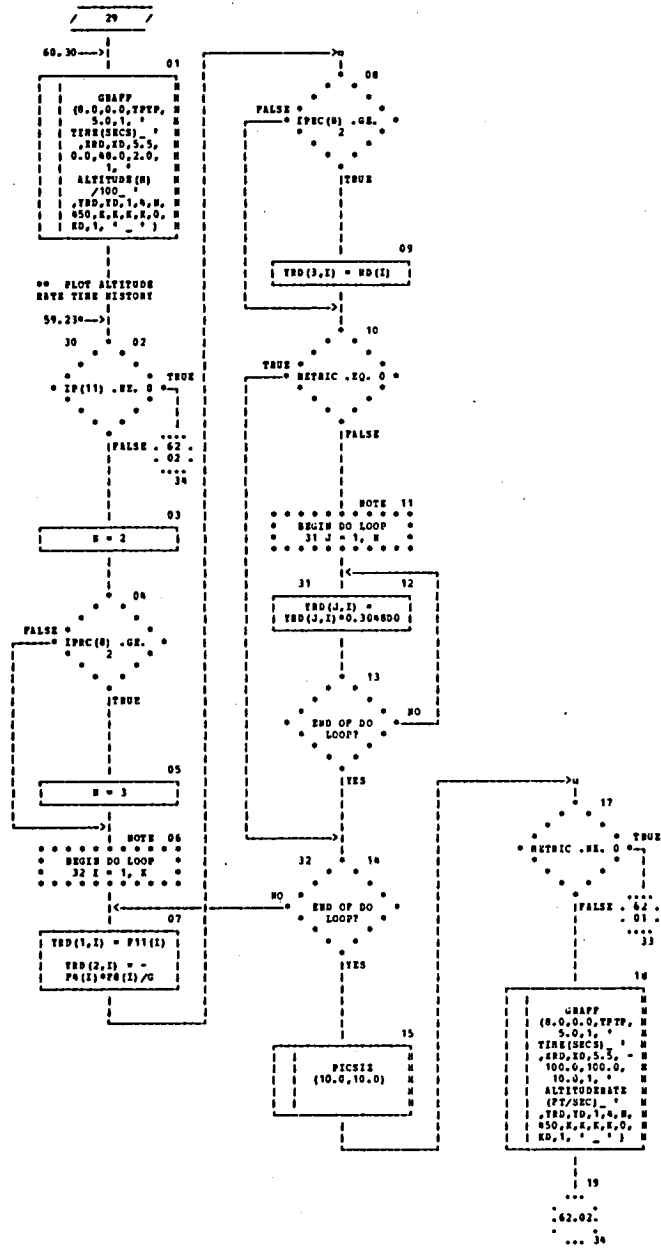 29
60.30
01
GRAFF
(8.0,0.0,TPTP,
5.0,1, '
TIME(SECS)_ '
,XRD,XD,5.5,
0.0,48.0,2.0,
1, '
ALTITUDE(M)
/100_ '
,YRD,YD,1,4,N,
450,K,K,K,K,0,
KD,1, ' _ ' )
** PLOT ALTITUDE
RATE TIME HISTORY
59.23*
30 02
IP(11) .NE. 0
TRUE
FALSE
62
02
34
03
N = 2
04
FALSE
IPRC(8) .GE.
2
TRUE
05
N = 3
NOTE 06
BEGIN DO LOOP
32 I = 1, K
07
YRD(1,I) = F11(I)
YRD(2,I) = -
F4(I)*F8(I)/G
08
FALSE
IPRC(8) .GE.
2
TRUE
09
YRD(3,I) = HD(I)
10
TRUE
METRIC .EQ. 0
FALSE
NOTE 11
BEGIN DO LOOP
31 J = 1, N
31 12
YRD(J,I) =
YRD(J,I)*0.3048D0
13
END OF DO
LOOP?
NO
YES
32 14
NO
END OF DO
LOOP?
YES
15
PICSIZ
(10.0,10.0)
17
TRUE
METRIC .NE. 0
FALSE
62
01
33
18
GRAFF
(8.0,0.0,TPTP,
5.0,1, '
TIME(SECS)_ '
,XRD,XD,5.5, -
100.0,100.0,
10.0,1, '
ALTITUDERATE
(FT/SEC)_ '
,YRD,YD,1,4,N,
450,K,K,K,K,0,
KD,1, ' _ ' )
19
.62.02.
34